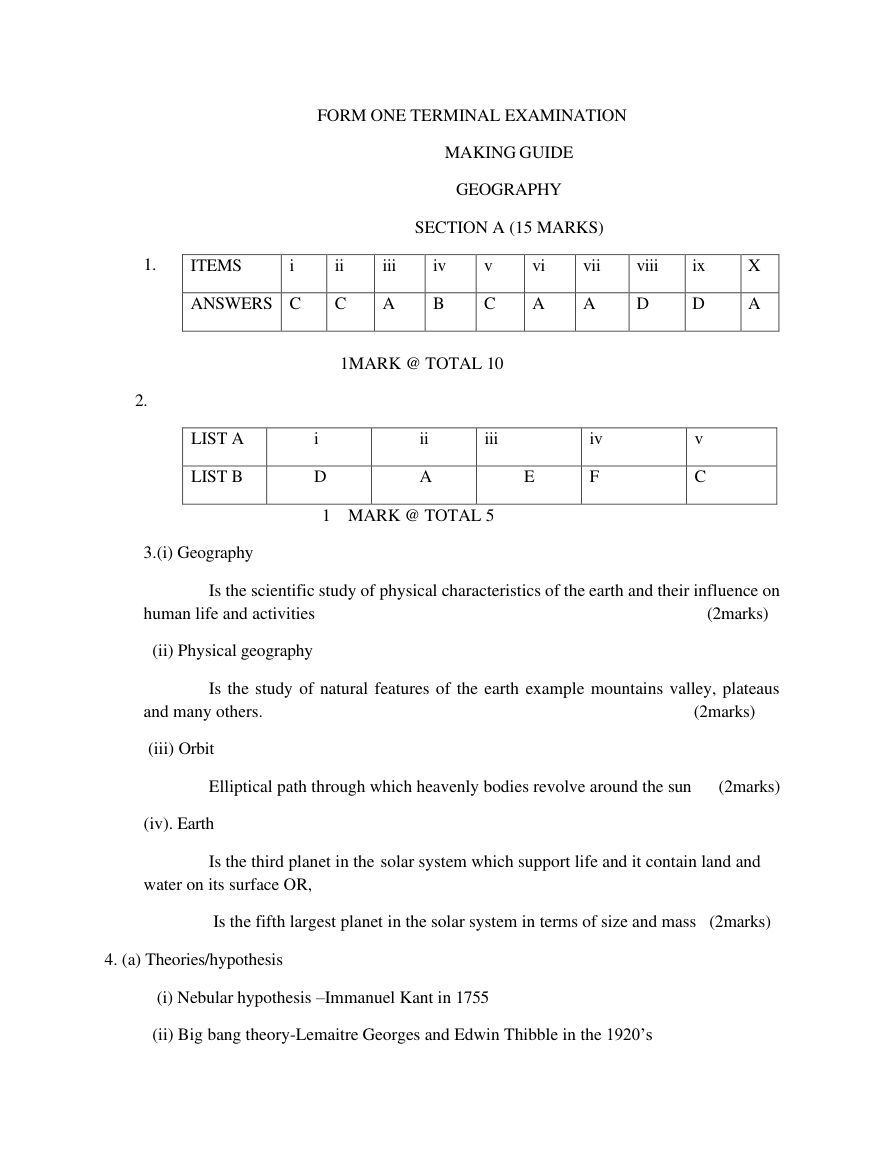 FORM ONE TERMINAL EXAMINATION
MAKING GUIDE
GEOGRAPHY
SECTION A (15 MARKS)
1. ITEMS i ii iii iv v vi vii viii ix X
ANSWERS C C A B C A A D D A
1MARK @ TOTAL 10
2.
LIST A i ii iii iv v
LIST B D A E F C
1 MARK @ TOTAL 5
3.(i) Geography
Is the scientific study of physical characteristics of the earth and their influence on
human life and activities (2marks)
(ii) Physical geography
Is the study of natural features of the earth example mountains valley, plateaus
and many others. (2marks)
(iii) Orbit
Elliptical path through which heavenly bodies revolve around the sun (2marks)
(iv). Earth
Is the third planet in the solar system which support life and it contain land and
water on its surface OR,
Is the fifth largest planet in the solar system in terms of size and mass (2marks)
4. (a) Theories/hypothesis
(i) Nebular hypothesis –Immanuel Kant in 1755
(ii) Big bang theory-Lemaitre Georges and Edwin Thibble in the 1920’s